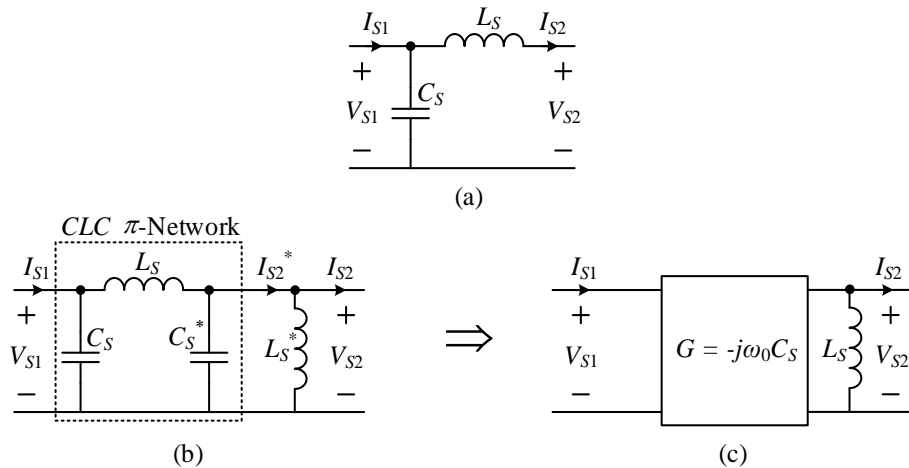 I_{S1} L_S I_{S2}
+ +
V_{S1} C_S V_{S2}
− −
(a)
CLC π-Network
I_{S1} L_S I_{S2}^* I_{S2}
+ C_S C_S^* L_S^* +
V_{S1} V_{S2}
− −
(b)
⇒
I_{S1} I_{S2}
+ +
V_{S1} G = -jω_0C_S L_S V_{S2}
− −
(c)